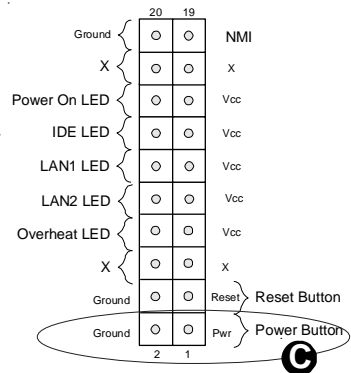 20 19
Ground NMI
X X
Power On LED Vcc
IDE LED Vcc
LAN1 LED Vcc
LAN2 LED Vcc
Overheat LED Vcc
X X
Ground Reset Reset Button
Ground Pwr Power Button
2 1
C